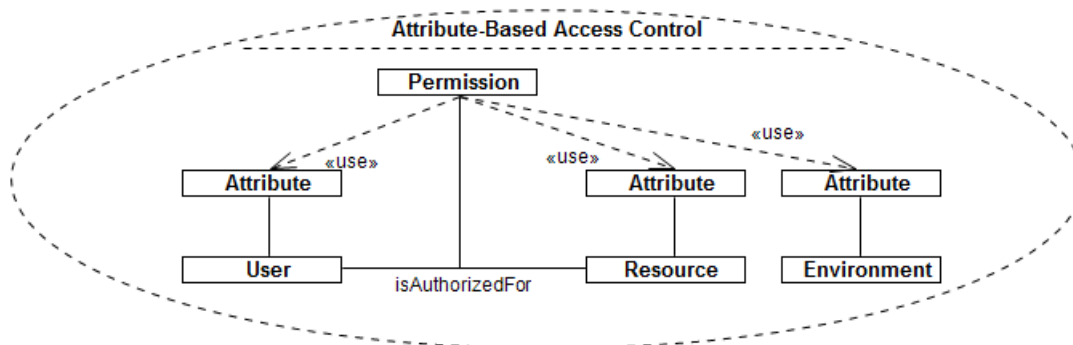 Attribute-Based Access Control
Permission
«use»
«use»
«use»
Attribute
Attribute
Attribute
User
isAuthorizedFor
Resource
Environment